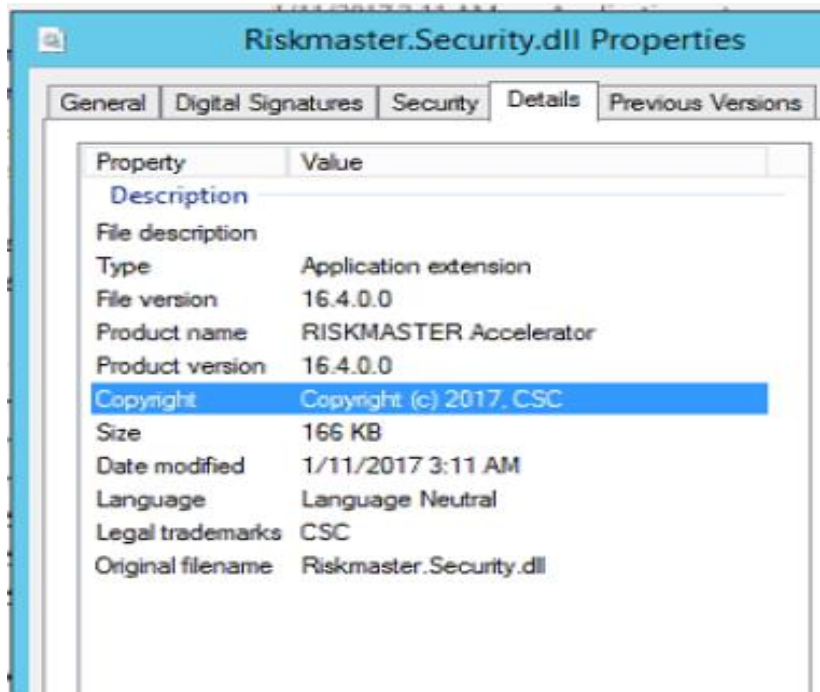 Riskmaster.Security.dll Properties
General Digital Signatures Security Details Previous Versions
Property Value
Description
File description
Type Application extension
File version 16.4.0.0
Product name RISKMASTER Accelerator
Product version 16.4.0.0
Copyright Copyright (c) 2017, CSC
Size 166 KB
Date modified 1/11/2017 3:11 AM
Language Language Neutral
Legal trademarks CSC
Original filename Riskmaster.Security.dll